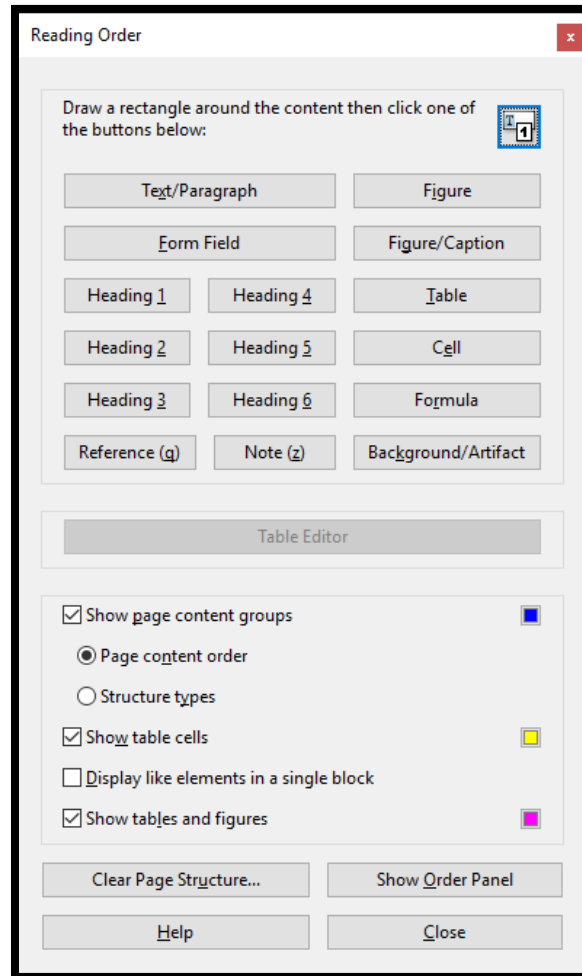 Reading Order
x
Draw a rectangle around the content then click one of
the buttons below:
T
1
Text/Paragraph
Figure
Form Field
Figure/Caption
Heading 1
Heading 4
Table
Heading 2
Heading 5
Cell
Heading 3
Heading 6
Formula
Reference (q)
Note (z)
Background/Artifact
Table Editor
Show page content groups
Page content order
Structure types
Show table cells
Display like elements in a single block
Show tables and figures
Clear Page Structure...
Show Order Panel
Help
Close